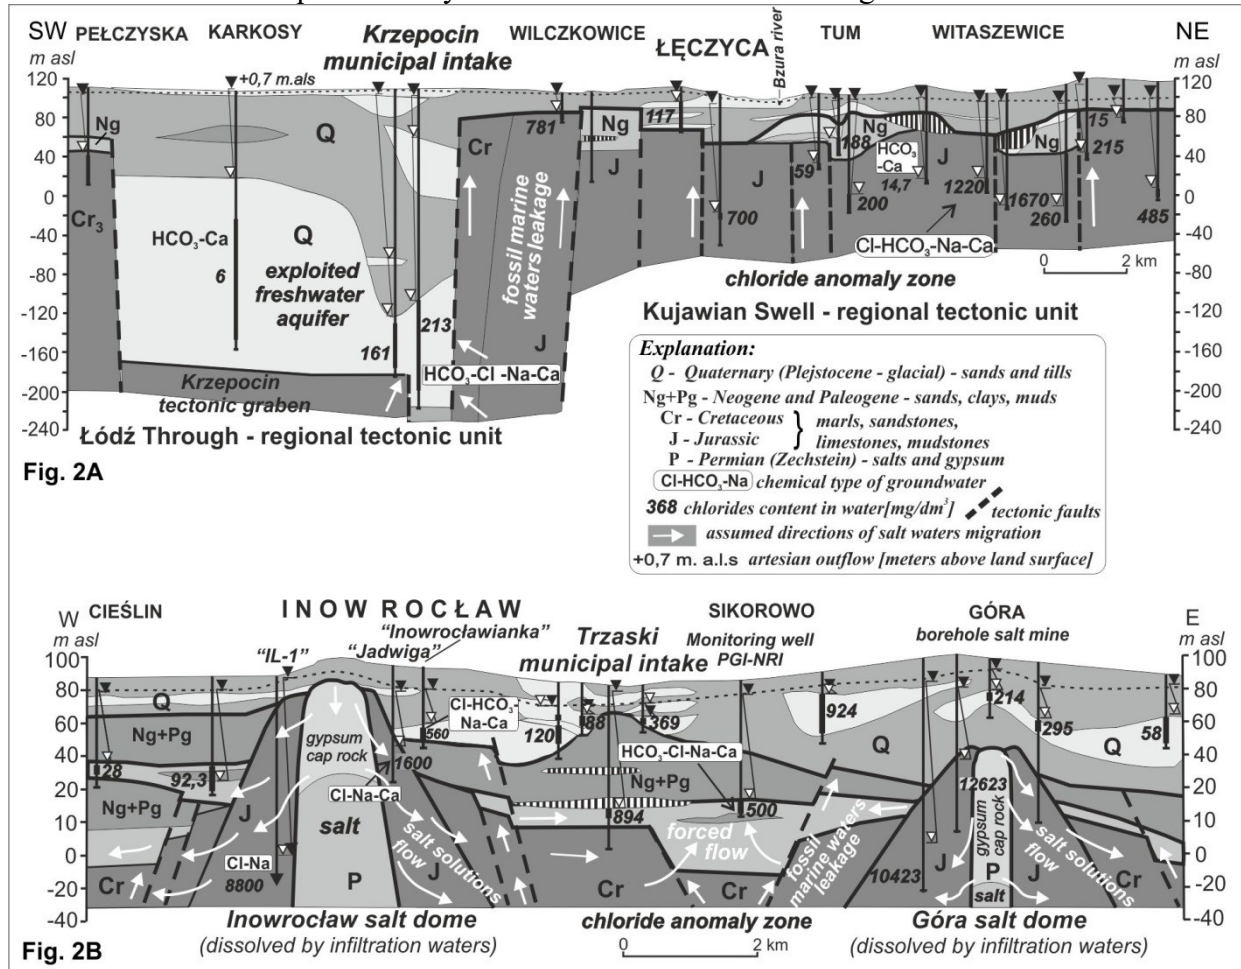 SW
NE
m asl
m asl
PEŁCZYSKA
KARKOSY
Krzepocin
municipal intake
WILCZKOWICE
ŁĘCZYCA
Bzura river
TUM
WITASZEWICE
+0,7 m.als
120
80
40
0
-40
-80
-120
-160
-200
-240
120
80
40
0
-40
-80
-120
-160
-200
-240
Ng
Q
Cr
781
Ng
117
Ng
188
HCO₃
-Ca
14,7
J
Ng
15
215
59
J
700
200
1220
1670
260
485
Cr₃
HCO₃-Ca
6
Q
exploited
freshwater
aquifer
161
213
fossil marine
waters leakage
J
HCO₃-Cl -Na-Ca
Cl-HCO₃-Na-Ca
0 2 km
chloride anomaly zone
Kujawian Swell - regional tectonic unit
Krzepocin
tectonic graben
Łódź Through - regional tectonic unit
Fig. 2A
Explanation:
Q - Quaternary (Plejstocene - glacial) - sands and tills
Ng+Pg - Neogene and Paleogene - sands, clays, muds
Cr - Cretaceous } marls, sandstones,
J - Jurassic limestones, mudstones
P - Permian (Zechstein) - salts and gypsum
Cl-HCO₃-Na chemical type of groundwater
368 chlorides content in water[mg/dm³] tectonic faults
assumed directions of salt waters migration
+0,7 m. a.l.s artesian outflow [meters above land surface]
W
E
m asl
m asl
CIEŚLIN
INOWROCŁAW
"IL-1"
"Jadwiga"
"Inowrocławianka"
Trzaski
municipal intake
SIKOROWO
Monitoring well
PGI-NRI
GÓRA
borehole salt mine
100
80
60
40
20
10
0
-20
-40
100
80
60
40
20
10
0
-20
-40
Q
Ng+Pg
28
92,3
Ng+Pg
J
Cl-Na
8800
Cr
gypsum
cap rock
salt
P
Cl-HCO₃-
Na-Ca
560
1600
Cl-Na-Ca
salt solutions
flow
J
120
88
369
HCO₃-Cl-Na-Ca
Ng+Pg
894
500
forced
flow
Cr
Cr
fossil
marine waters
leakage
924
Q
214
295
58
Q
12623
10423
J
gypsum
cap rock
P
salt
J
salt solutions
flow
Cr
Inowrocław salt dome
(dissolved by infiltration waters)
chloride anomaly zone
0 2 km
Góra salt dome
(dissolved by infiltration waters)
Fig. 2B